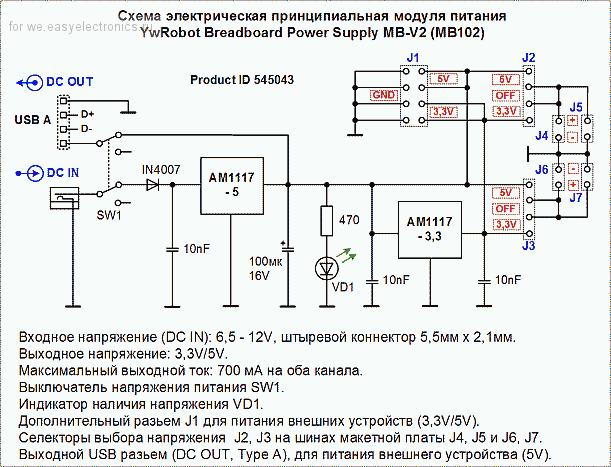 for we.easyelectronics.ru
Схема электрическая принципиальная модуля питания
YwRobot Breadboard Power Supply MB-V2 (MB102)
DC OUT
Product ID 545043
J1
J2
5V
5V
GND
OFF
J5
USB A
D+
D-
3,3V
3,3V
J4
+
-
DC IN
IN4007
AM1117
- 5
J6
-
+
J7
SW1
5V
OFF
3,3V
J3
470
AM1117
- 3,3
10nF
100мк
16V
VD1
10nF
10nF
Входное напряжение (DC IN): 6,5 - 12V, штыревой коннектор 5,5мм х 2,1мм.
Выходное напряжение: 3,3V/5V.
Максимальный выходной ток: 700 мА на оба канала.
Выключатель напряжения питания SW1.
Индикатор наличия напряжения VD1.
Дополнительный разьем J1 для питания внешних устройств (3,3V/5V).
Селекторы выбора напряжения J2, J3 на шинах макетной платы J4, J5 и J6, J7.
Выходной USB разьем (DC OUT, Type A), для питания внешнего устройства (5V).